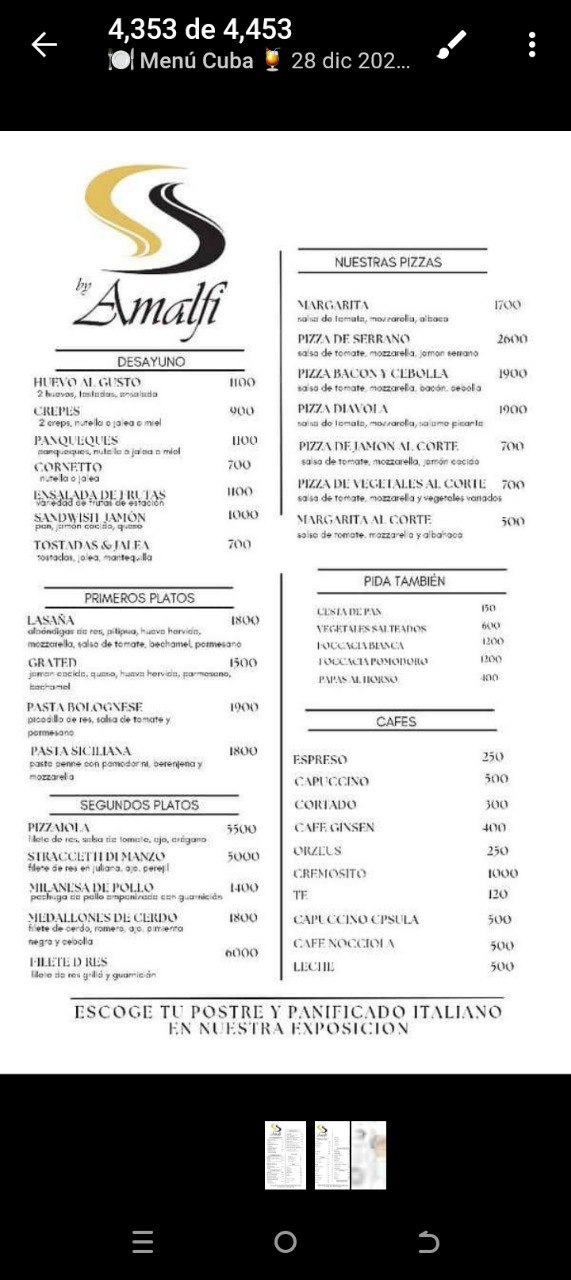 4,353 de 4,453
Menú Cuba 🍹 28 dic 202...
SS
by
Amalfi
DESAYUNO
HUEVO AL GUSTO 1100
2 huevos, tostadas, ensalada
CREPES 900
2 creps, nutella o jalea o miel
PANQUEQUES 1100
panqueques, nutella o jalea o miel
CORNETTO 700
nutella o jalea
ENSALADA DE FRUTAS 1100
variedad de frutas de estación
SANDWISH JAMÓN 1000
pan, jamón cocido, queso
TOSTADAS & JALEA 700
tostadas, jalea, mantequilla
PRIMEROS PLATOS
LASAÑA 1800
albóndigas de res, pitipua, huevo hervido,
mozzarella, salsa de tomate, bechamel, parmesano
GRATED 1500
jamon cocido, queso, huevo hervido, parmesano,
bechamel
PASTA BOLOGNESE 1900
picadillo de res, salsa de tomate y
parmesano
PASTA SICILIANA 1800
pasta penne con pomodorini, berenjena y
mozzarella
SEGUNDOS PLATOS
PIZZAIOLA 5500
filete de res, salsa de tomate, ajo, orégano
STRACCETTI DI MANZO 5000
filete de res en juliana, ajo, perejil
MILANESA DE POLLO 1400
pechuga de pollo empanizada con guarnición
MEDALLONES DE CERDO 1800
filete de cerdo, romero, ajo, pimienta
negra y cebolla
FILETE D RES 6000
filete de res grillé y guarnición
NUESTRAS PIZZAS
MARGARITA 1700
salsa de tomate, mozzarella, albaca
PIZZA DE SERRANO 2600
salsa de tomate, mozzarella, jamon serrano
PIZZA BACON Y CEBOLLA 1900
salsa de tomate, mozzarella, bacón, cebolla
PIZZA DIAVOLA 1900
salsa de tomate, mozzarella, salame picante
PIZZA DE JAMON AL CORTE 700
salsa de tomate, mozzarella, jamón cocido
PIZZA DE VEGETALES AL CORTE 700
salsa de tomate, mozzarella y vegetales variados
MARGARITA AL CORTE 500
salsa de tomate, mozzarella y albahaca
PIDA TAMBIÉN
CESTA DE PAN 150
VEGETALES SALTEADOS 600
FOCCACIA BIANCA 1200
FOCCACIA POMODORO 1200
PAPAS AL HORNO 400
CAFES
ESPRESO 250
CAPUCCINO 500
CORTADO 300
CAFE GINSEN 400
ORZEUS 250
CREMOSITO 1000
TE 120
CAPUCCINO CPSULA 500
CAFE NOCCIOLA 500
LECHE 500
ESCOGE TU POSTRE Y PANIFICADO ITALIANO
EN NUESTRA EXPOSICION